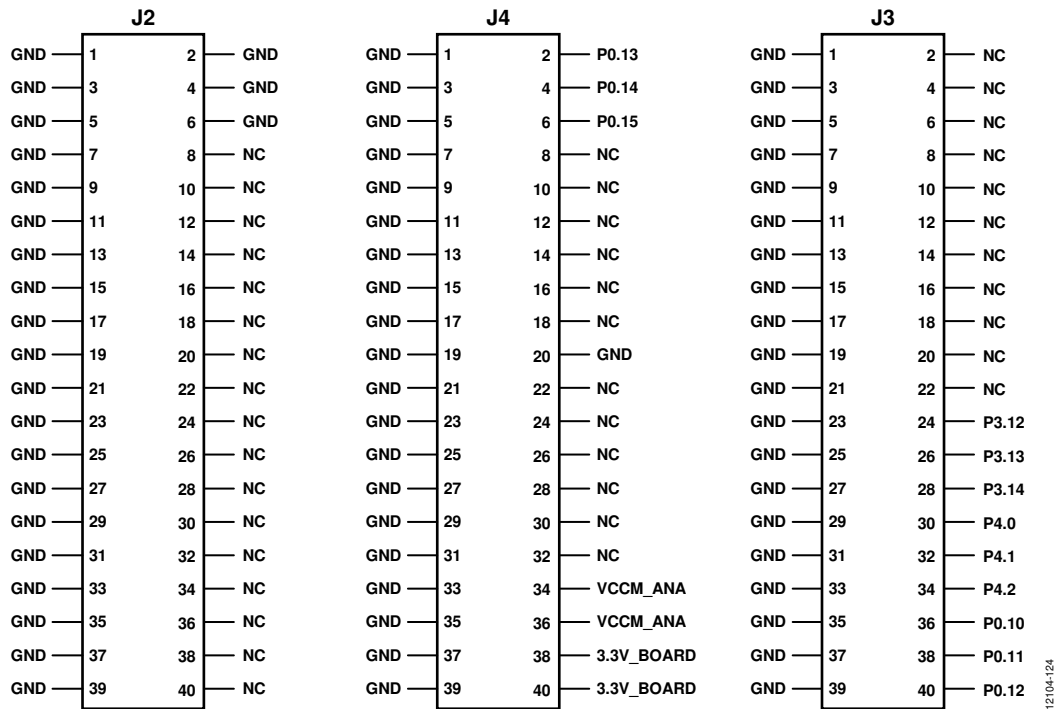 J2 J4 J3
GND 1 2 GND GND 1 2 P0.13 GND 1 2 NC
GND 3 4 GND GND 3 4 P0.14 GND 3 4 NC
GND 5 6 GND GND 5 6 P0.15 GND 5 6 NC
GND 7 8 NC GND 7 8 NC GND 7 8 NC
GND 9 10 NC GND 9 10 NC GND 9 10 NC
GND 11 12 NC GND 11 12 NC GND 11 12 NC
GND 13 14 NC GND 13 14 NC GND 13 14 NC
GND 15 16 NC GND 15 16 NC GND 15 16 NC
GND 17 18 NC GND 17 18 NC GND 17 18 NC
GND 19 20 NC GND 19 20 GND GND 19 20 NC
GND 21 22 NC GND 21 22 NC GND 21 22 NC
GND 23 24 NC GND 23 24 NC GND 23 24 P3.12
GND 25 26 NC GND 25 26 NC GND 25 26 P3.13
GND 27 28 NC GND 27 28 NC GND 27 28 P3.14
GND 29 30 NC GND 29 30 NC GND 29 30 P4.0
GND 31 32 NC GND 31 32 NC GND 31 32 P4.1
GND 33 34 NC GND 33 34 VCCM_ANA GND 33 34 P4.2
GND 35 36 NC GND 35 36 VCCM_ANA GND 35 36 P0.10
GND 37 38 NC GND 37 38 3.3V_BOARD GND 37 38 P0.11
GND 39 40 NC GND 39 40 3.3V_BOARD GND 39 40 P0.12
12104-124